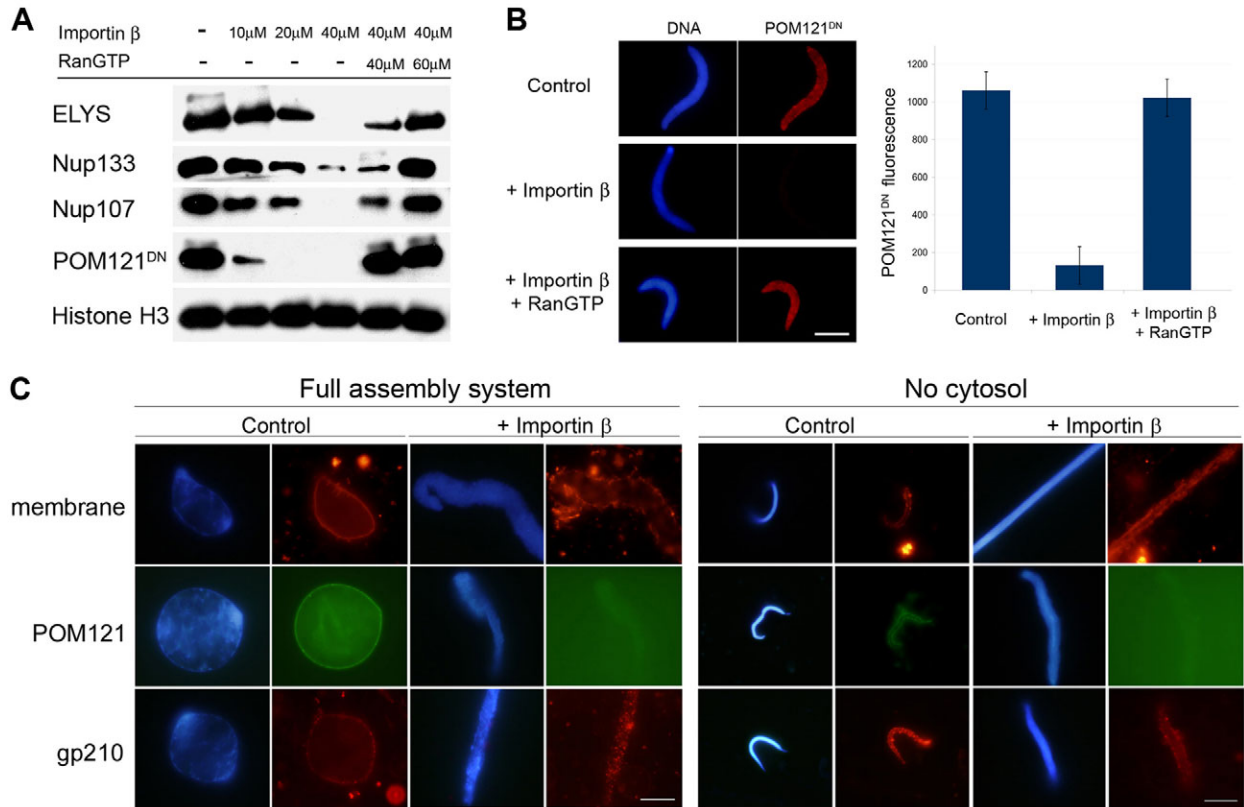 A
Importin β - 10μM 20μM 40μM 40μM 40μM
RanGTP - - - - 40μM 60μM
ELYS
Nup133
Nup107
POM121DN
Histone H3
B
DNA POM121DN
Control
+ Importin β
+ Importin β
+ RanGTP
POM121DN fluorescence
1200
1000
800
600
400
200
0
Control + Importin β + Importin β
+ RanGTP
C
Full assembly system No cytosol
Control + Importin β Control + Importin β
membrane
POM121
gp210